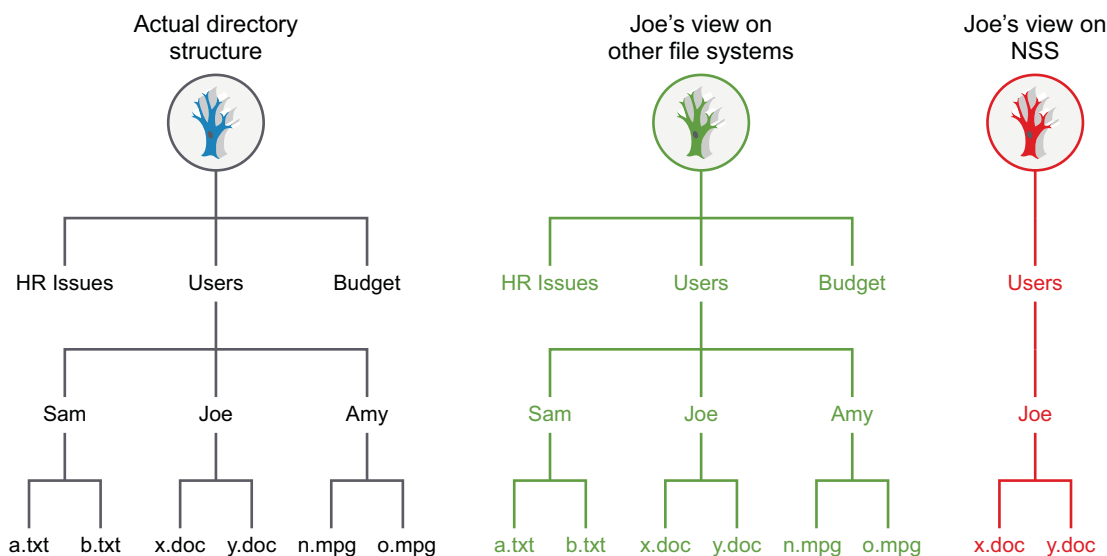 Actual directory
structure
Joe's view on
other file systems
Joe's view on
NSS
HR Issues Users Budget
HR Issues Users Budget
Users
Sam Joe Amy
Sam Joe Amy
Joe
a.txt b.txt x.doc y.doc n.mpg o.mpg
a.txt b.txt x.doc y.doc n.mpg o.mpg
x.doc y.doc